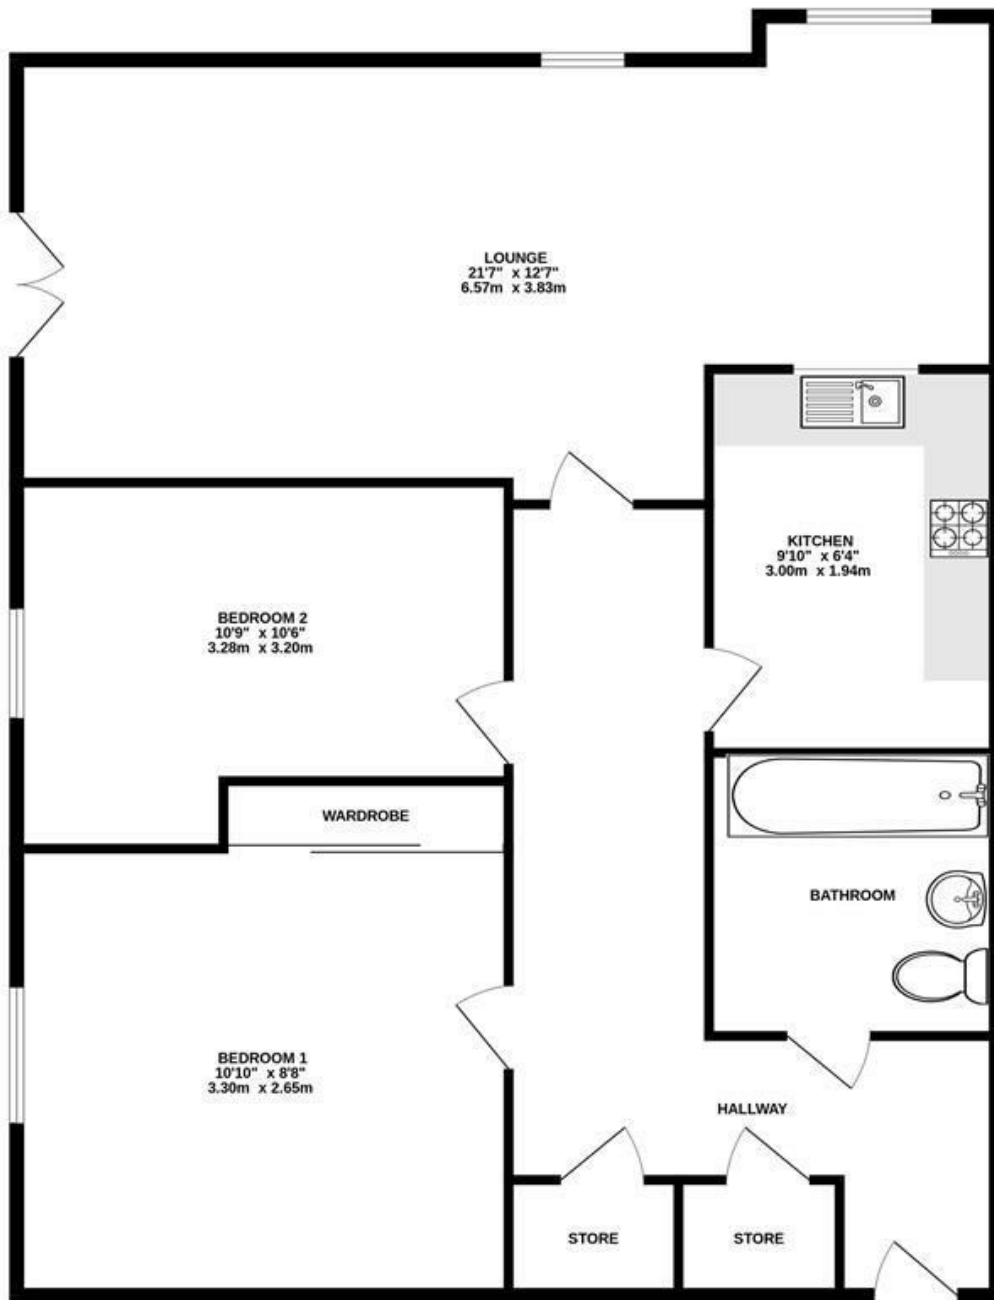 LOUNGE
21'7" x 12'7"
6.57m x 3.83m
KITCHEN
9'10" x 6'4"
3.00m x 1.94m
BEDROOM 2
10'9" x 10'6"
3.28m x 3.20m
WARDROBE
BATHROOM
BEDROOM 1
10'10" x 8'8"
3.30m x 2.65m
HALLWAY
STORE
STORE